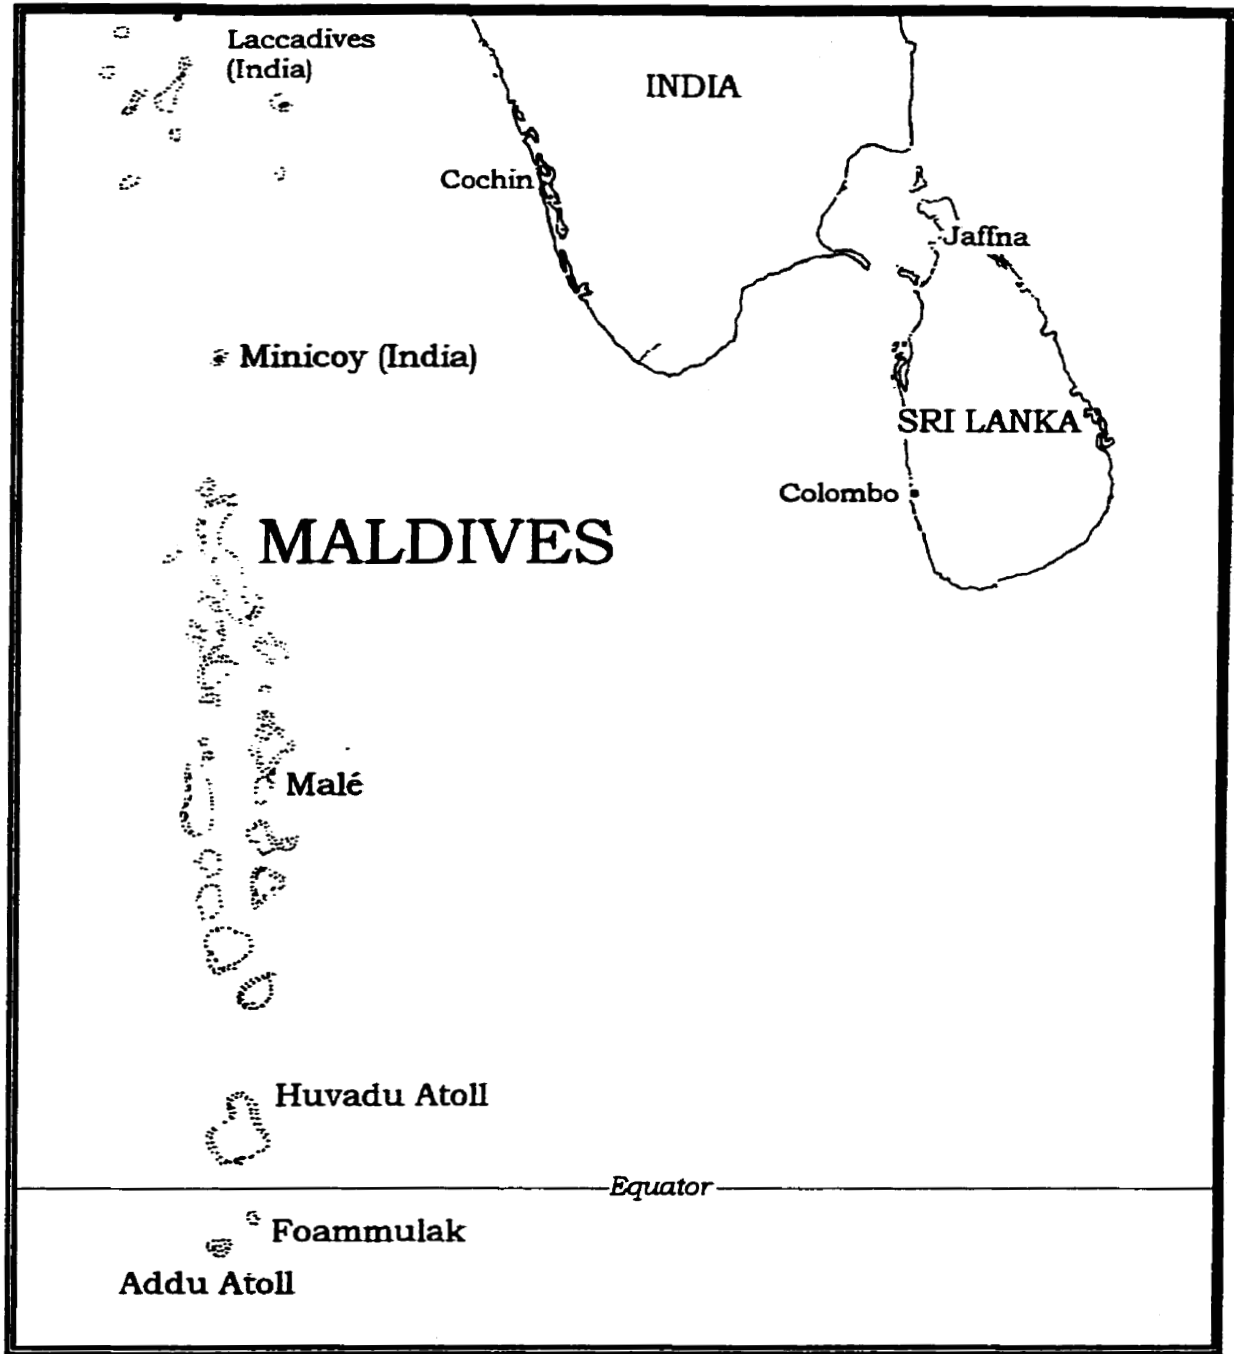 Laccadives
(India)
INDIA
Cochin
Jaffna
Minicoy (India)
SRI LANKA
Colombo
MALDIVES
Malé
Huvadu Atoll
Equator
Foammulak
Addu Atoll